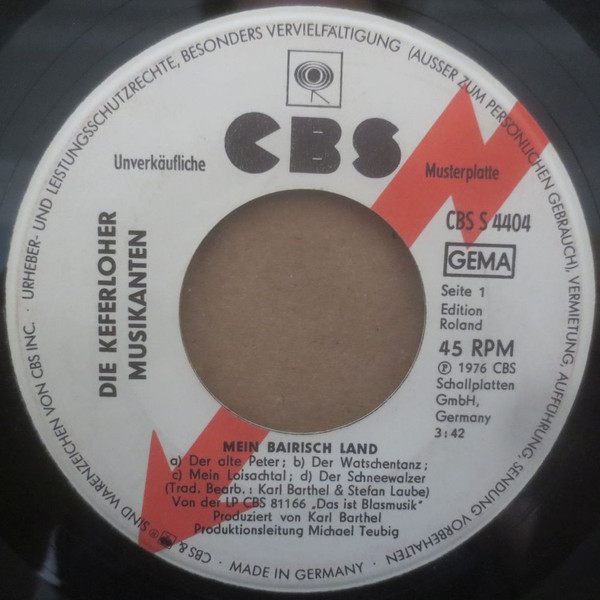 URHEBER- UND LEISTUNGSSCHUTZRECHTE, BESONDERS VERVIELFÄLTIGUNG (AUSSER ZUM PERSÖNLICHEN GEBRAUCH), VERMIETUNG, AUFFÜHRUNG, SENDUNG VORBEHALTEN
CBS
Unverkäufliche
Musterplatte
CBS S 4404
GEMA
Seite 1
Edition
Roland
45 RPM
Ⓟ 1976 CBS
Schallplatten
GmbH,
Germany
3:42
DIE KEFERLOHER
MUSIKANTEN
MEIN BAIRISCH LAND
a) Der alte Peter; b) Der Watschentanz;
c) Mein Loisachtal; d) Der Schneewalzer
(Trad. Bearb.: Karl Barthel & Stefan Laube)
Von der LP CBS 81166 „Das ist Blasmusik"
Produziert von Karl Barthel
Produktionsleitung Michael Teubig
CBS & ® SIND WARENZEICHEN VON CBS INC. ·
· MADE IN GERMANY ·